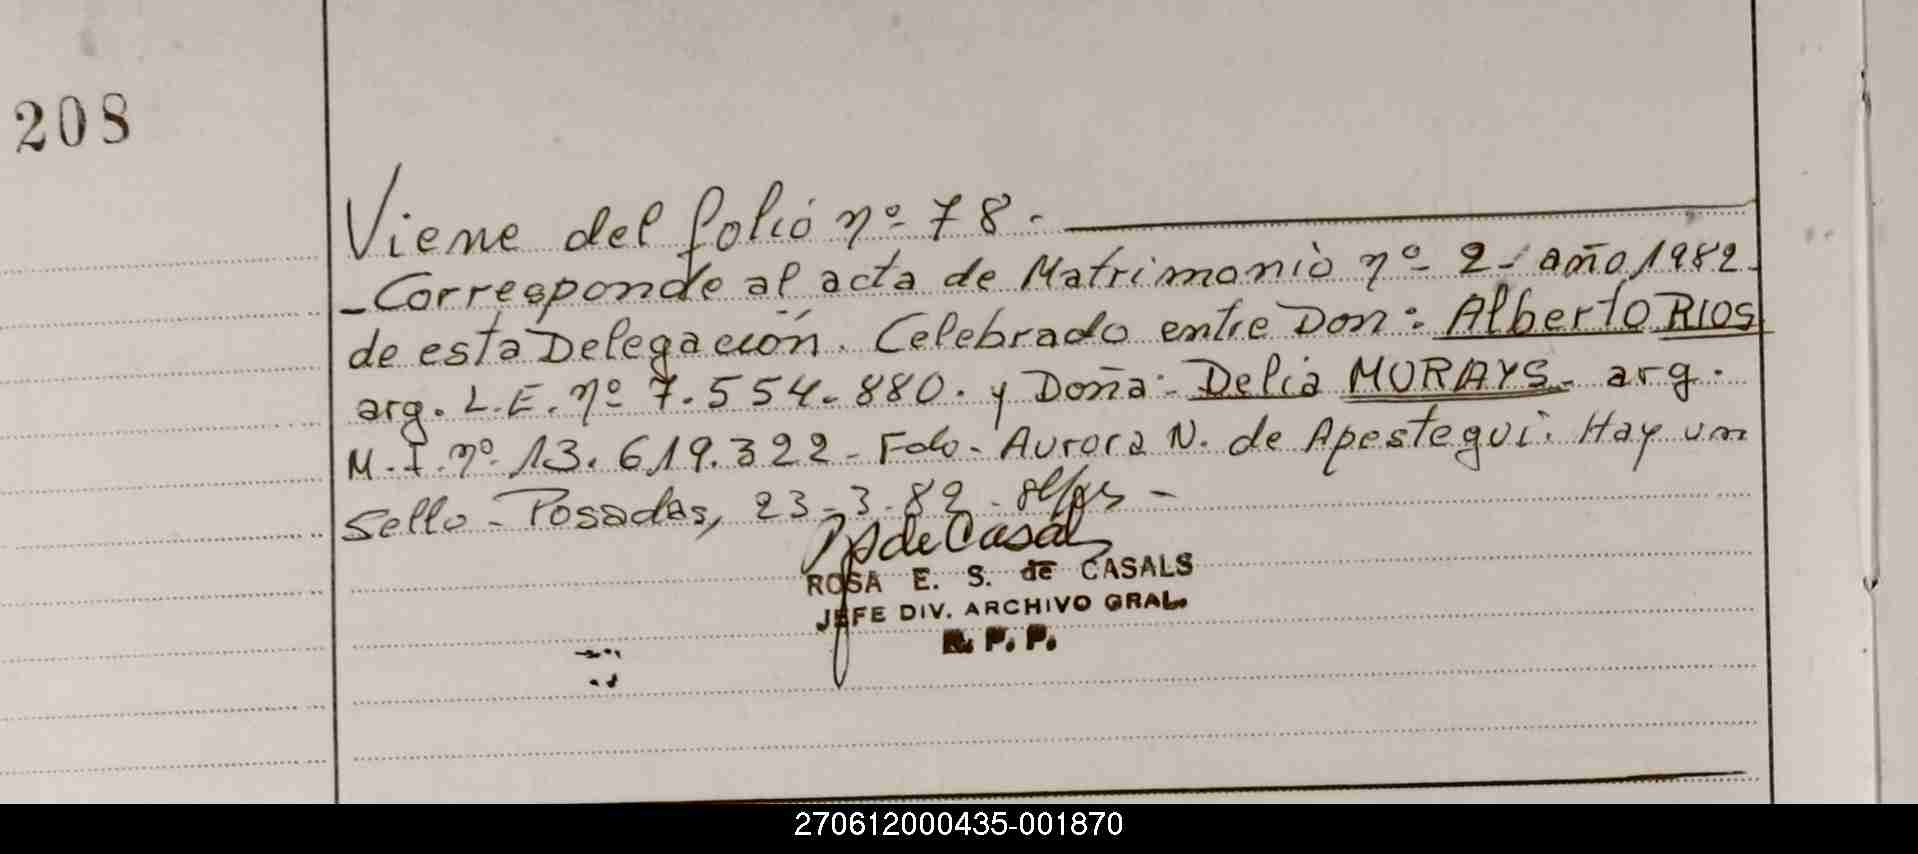 208
Viene del folio nº 78.
- Corresponde al acta de Matrimonio nº 2 - año 1982.
de esta Delegación. Celebrado entre Don: Alberto RIOS
arg. L.E. nº 7.554.880. y Doña: Delia MURAYS. arg.
M.I. nº 13.619.322 - Fdo. Aurora N. de Apestegui. Hay un
Sello - Posadas, 23-3-82 -
de Casal
ROSA E. S. de CASALS
JEFE DIV. ARCHIVO GRAL.
R. P. P.
270612000435-001870